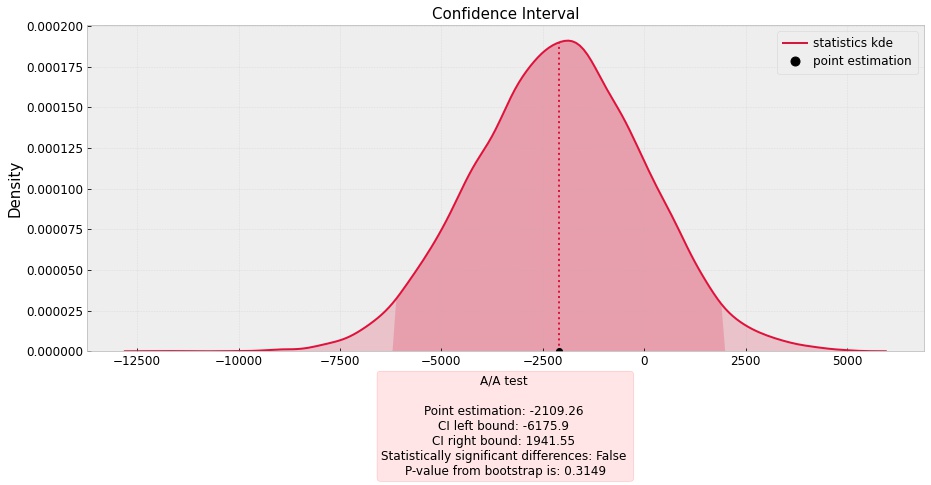 Confidence Interval
statistics kde
point estimation
Density
0.000200
0.000175
0.000150
0.000125
0.000100
0.000075
0.000050
0.000025
0.000000
−12500 −10000 −7500 −5000 −2500 0 2500 5000
A/A test
Point estimation: -2109.26
CI left bound: -6175.9
CI right bound: 1941.55
Statistically significant differences: False
P-value from bootstrap is: 0.3149